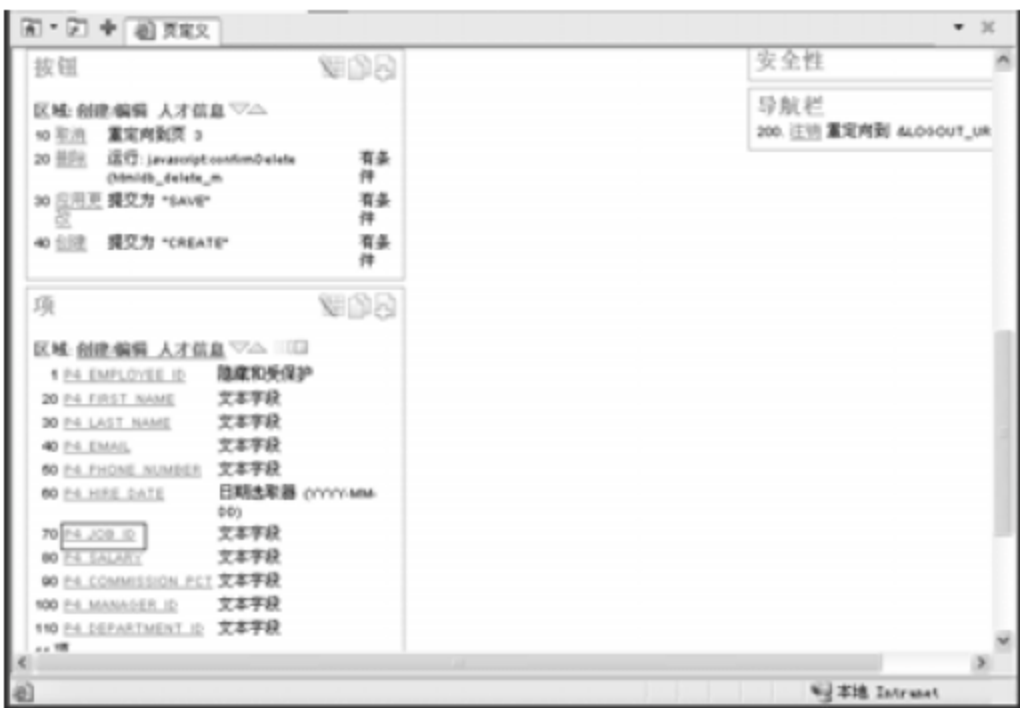 页定义
按钮
区域: 创建/编辑 人才信息
10 取消 重定向到页 3
20 删除 运行: javascript:confirmDelete 有条件
(htmldb_delete_m
30 应用更改 提交为 "SAVE" 有条件
40 创建 提交为 "CREATE" 有条件
项
区域: 创建/编辑 人才信息
1 P4_EMPLOYEE_ID 隐藏和受保护
20 P4_FIRST_NAME 文本字段
30 P4_LAST_NAME 文本字段
40 P4_EMAIL 文本字段
50 P4_PHONE_NUMBER 文本字段
60 P4_HIRE_DATE 日期选取器 (YYYY-MM-
DD)
70 P4_JOB_ID 文本字段
80 P4_SALARY 文本字段
90 P4_COMMISSION_PCT 文本字段
100 P4_MANAGER_ID 文本字段
110 P4_DEPARTMENT_ID 文本字段
安全性
导航栏
200. 注销 重定向到 &LOGOUT_UR
本地 Intranet